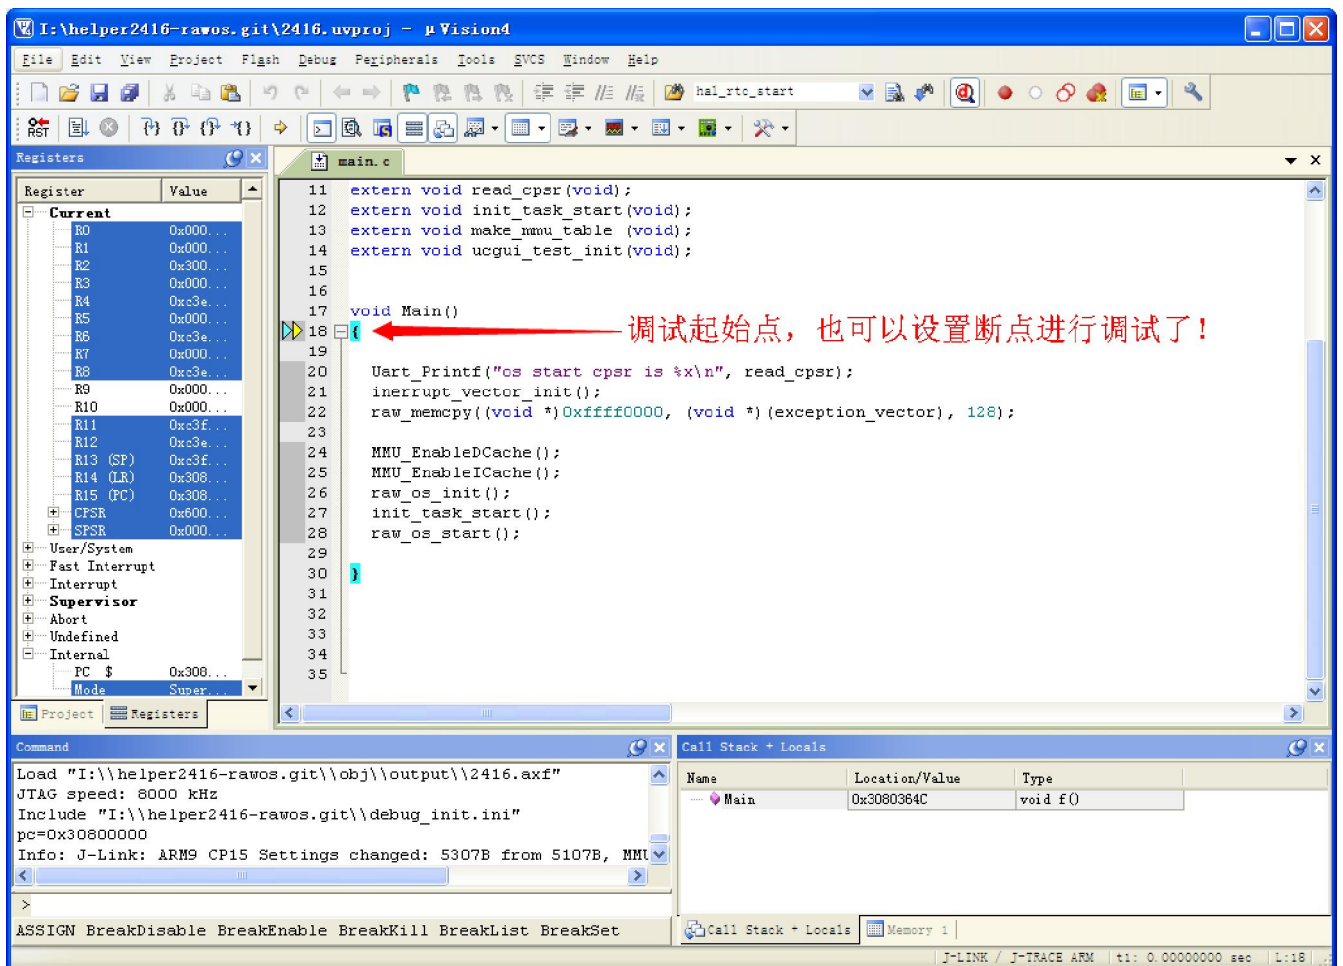 I:\helper2416-rawos.git\2416.uvproj - µVision4
File Edit View Project Flash Debug Peripherals Tools SVCS Window Help
hal_rtc_start
RST
Registers
main.c
Register Value
Current
R0 0x000...
R1 0x000...
R2 0x300...
R3 0x000...
R4 0xc3e...
R5 0x000...
R6 0xc3e...
R7 0x000...
R8 0xc3e...
R9 0x000...
R10 0x000...
R11 0xc3f...
R12 0xc3e...
R13 (SP) 0xc3f...
R14 (LR) 0x308...
R15 (PC) 0x308...
CPSR 0x600...
SPSR 0x000...
User/System
Fast Interrupt
Interrupt
Supervisor
Abort
Undefined
Internal
PC $ 0x308...
Mode Super...
Project Registers
11 extern void read_cpsr(void);
12 extern void init_task_start(void);
13 extern void make_mmu_table (void);
14 extern void ucgui_test_init(void);
15
16
17 void Main()
18 { 调试起始点，也可以设置断点进行调试了！
19
20 Uart_Printf("os start cpsr is %x\n", read_cpsr);
21 inerrupt_vector_init();
22 raw_memcpy((void *)0xffff0000, (void *)(exception_vector), 128);
23
24 MMU_EnableDCache();
25 MMU_EnableICache();
26 raw_os_init();
27 init_task_start();
28 raw_os_start();
29
30 }
31
32
33
34
35
Command
Load "I:\\helper2416-rawos.git\\obj\\output\\2416.axf"
JTAG speed: 8000 kHz
Include "I:\\helper2416-rawos.git\\debug_init.ini"
pc=0x30800000
Info: J-Link: ARM9 CP15 Settings changed: 5307B from 5107B, MMU
>
ASSIGN BreakDisable BreakEnable BreakKill BreakList BreakSet
Call Stack + Locals
Name Location/Value Type
Main 0x3080364C void f()
Call Stack + Locals Memory 1
J-LINK / J-TRACE ARM t1: 0.00000000 sec L:18